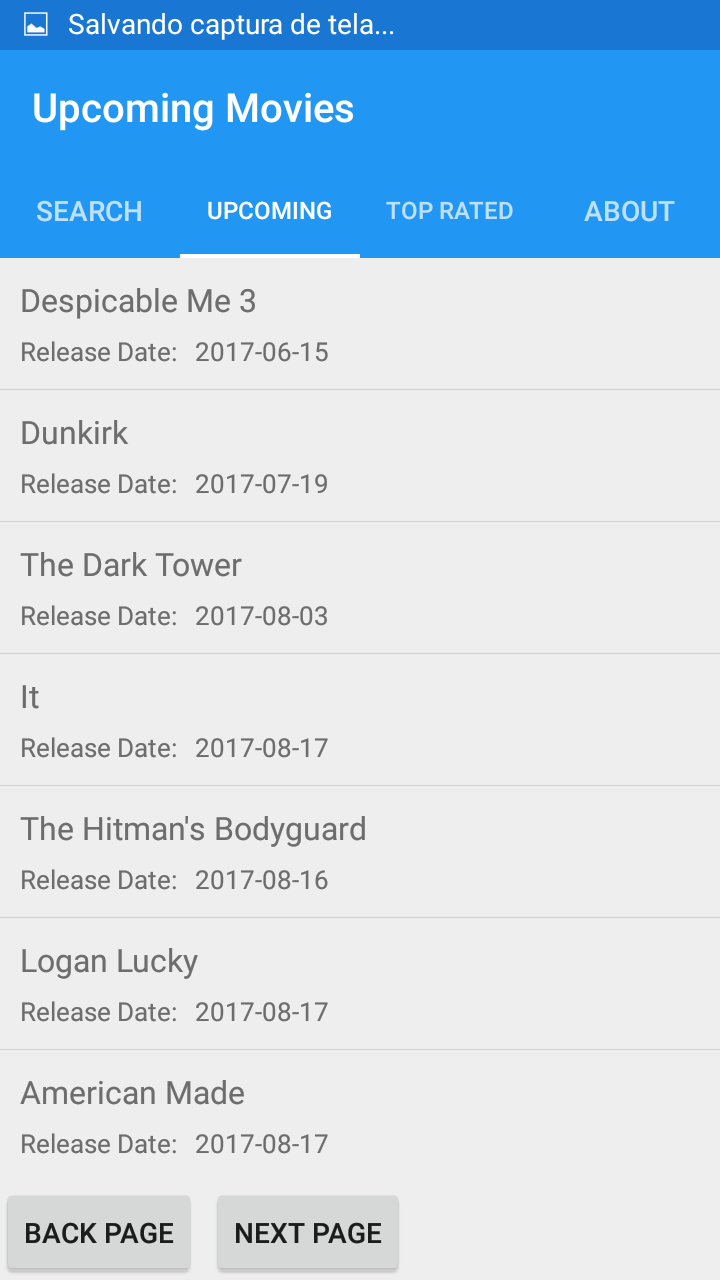 Salvando captura de tela...
Upcoming Movies
SEARCH UPCOMING TOP RATED ABOUT
Despicable Me 3
Release Date: 2017-06-15
Dunkirk
Release Date: 2017-07-19
The Dark Tower
Release Date: 2017-08-03
It
Release Date: 2017-08-17
The Hitman's Bodyguard
Release Date: 2017-08-16
Logan Lucky
Release Date: 2017-08-17
American Made
Release Date: 2017-08-17
BACK PAGE NEXT PAGE